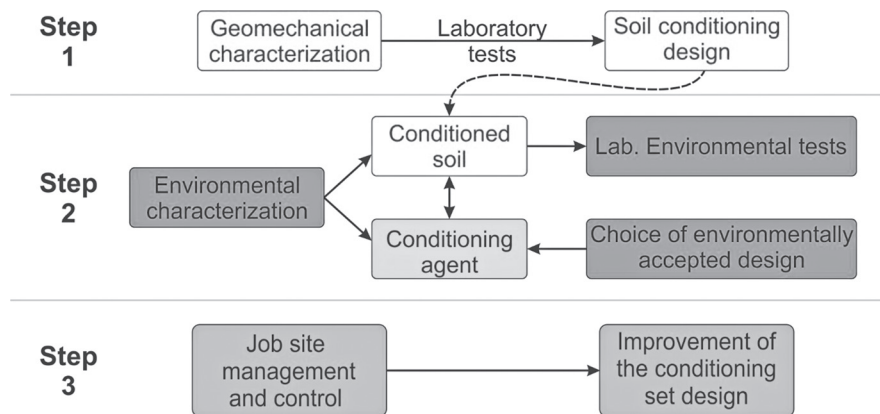 Step
1
Geomechanical
characterization
Laboratory
tests
Soil conditioning
design
Step
2
Environmental
characterization
Conditioned
soil
Lab. Environmental tests
Conditioning
agent
Choice of environmentally
accepted design
Step
3
Job site
management
and control
Improvement of
the conditioning
set design